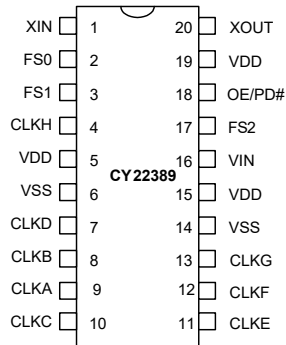 XIN 1 20 XOUT
FS0 2 19 VDD
FS1 3 18 OE/PD#
CLKH 4 17 FS2
VDD 5 16 VIN
CY22389
VSS 6 15 VDD
CLKD 7 14 VSS
CLKB 8 13 CLKG
CLKA 9 12 CLKF
CLKC 10 11 CLKE